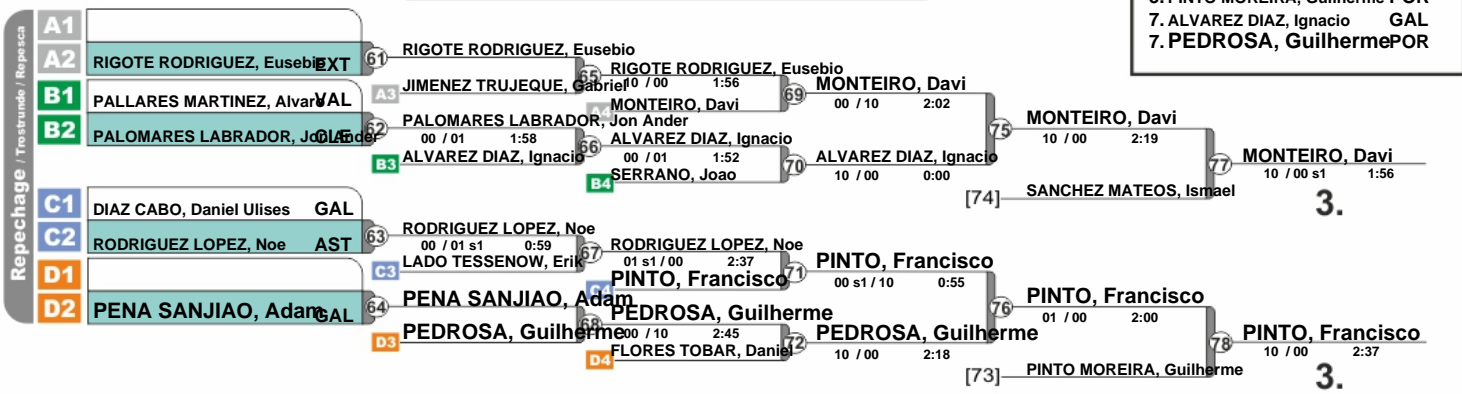 Repechage / Trostrunde / Repesca
A1
A2 RIGOTE RODRIGUEZ, Eusebio EXT
B1 PALLARES MARTINEZ, Alvaro VAL
B2 PALOMARES LABRADOR, Jon Ander CLE
C1 DIAZ CABO, Daniel Ulises GAL
C2 RODRIGUEZ LOPEZ, Noe AST
D1
D2 PENA SANJIAO, Adam GAL
61 RIGOTE RODRIGUEZ, Eusebio
A3 JIMENEZ TRUJEQUE, Gabriel
62 PALOMARES LABRADOR, Jon Ander
00 / 01 1:58
B3 ALVAREZ DIAZ, Ignacio
63 RODRIGUEZ LOPEZ, Noe
00 / 01 s1 0:59
C3 LADO TESSENOW, Erik
64 PENA SANJIAO, Adam
D3 PEDROSA, Guilherme
65 RIGOTE RODRIGUEZ, Eusebio
10 / 00 1:56
A4 MONTEIRO, Davi
66 ALVAREZ DIAZ, Ignacio
00 / 01 1:52
B4 SERRANO, Joao
67 RODRIGUEZ LOPEZ, Noe
01 s1 / 00 2:37
C4 PINTO, Francisco
68 PEDROSA, Guilherme
00 / 10 2:45
D4 FLORES TOBAR, Daniel
69 MONTEIRO, Davi
00 / 10 2:02
70 ALVAREZ DIAZ, Ignacio
10 / 00 0:00
71 PINTO, Francisco
00 s1 / 10 0:55
72 PEDROSA, Guilherme
10 / 00 2:18
75 MONTEIRO, Davi
10 / 00 2:19
[74] SANCHEZ MATEOS, Ismael
76 PINTO, Francisco
01 / 00 2:00
[73] PINTO MOREIRA, Guilherme
77 MONTEIRO, Davi
10 / 00 s1 1:56
3.
78 PINTO, Francisco
10 / 00 2:37
3.
PINTO MOREIRA, Guilherme POR
7. ALVAREZ DIAZ, Ignacio GAL
7. PEDROSA, Guilherme POR